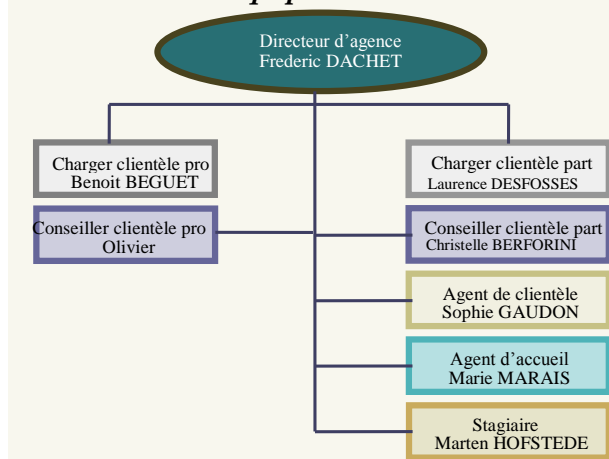 Directeur d'agence
Frederic DACHET
Charger clientèle pro
Benoit BEGUET
Charger clientèle part
Laurence DESFOSSES
Conseiller clientèle pro
Olivier
Conseiller clientèle part
Christelle BERFORINI
Agent de clientèle
Sophie GAUDON
Agent d'accueil
Marie MARAIS
Stagiaire
Marten HOFSTEDE